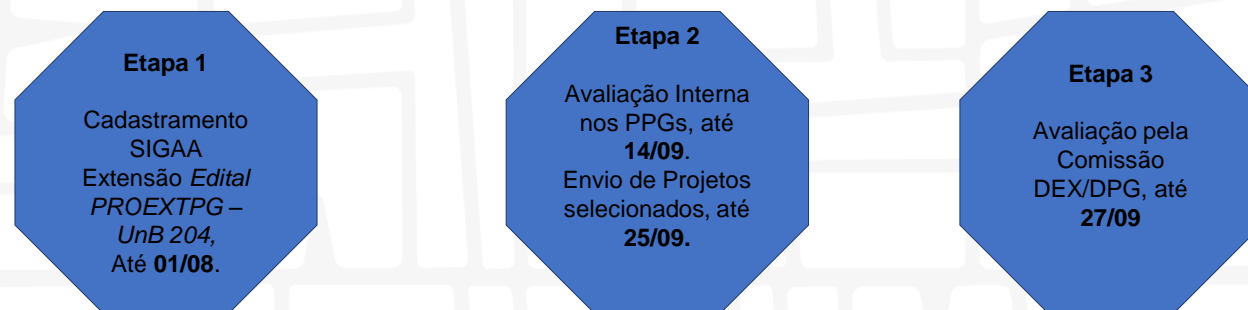 Etapa 1
Cadastramento
SIGAA
Extensão Edital
PROEXTPG –
UnB 204,
Até 01/08.
Etapa 2
Avaliação Interna
nos PPGs, até
14/09.
Envio de Projetos
selecionados, até
25/09.
Etapa 3
Avaliação pela
Comissão
DEX/DPG, até
27/09